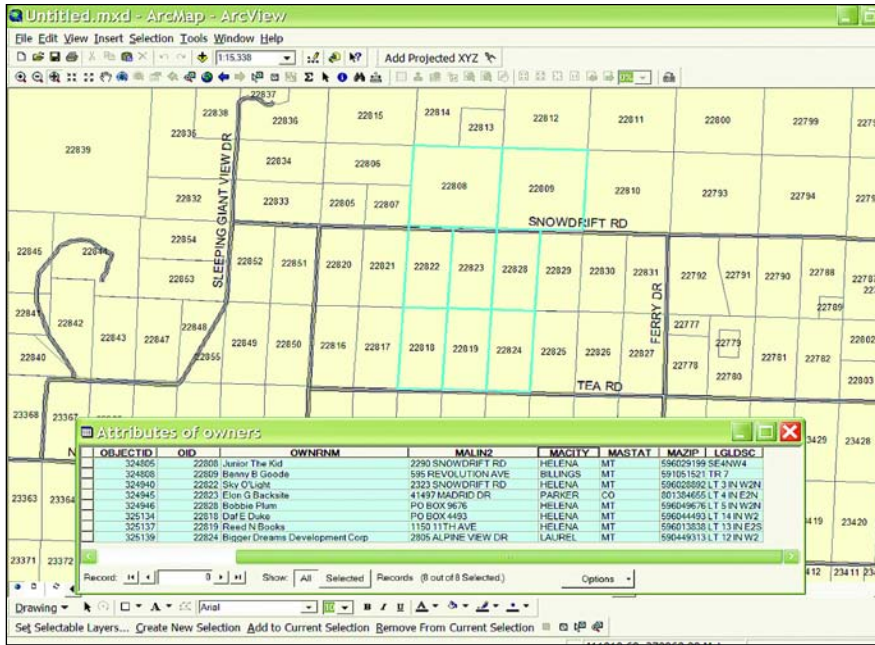 Untitled.mxd - ArcMap - ArcView
File Edit View Insert Selection Tools Window Help
1:15,338 Add Projected XYZ
22837
22838 22836 22815 22814 22813 22812 22811 22800 22799
22835
22839 22834 22806
22808 22809 22810 22793 22794
22832 22833 22805 22807
SLEEPING GIANT VIEW DR
SNOWDRIFT RD
22845 22844 22854
22852 22851 22820 22821 22822 22823 22828 22829 22830 22831 22792 22791 22790 22788
22853
22789
FERRY DR
22842 22843 22847 22848 22777
22840 22855 22849 22850 22816 22817 22818 22819 22824 22825 22826 22827 22779 22781 22782 22802
22778 22780 22803
TEA RD
23368 23367
Attributes of owners
OBJECTID OID OWNRNM MALIN2 MACITY MASTAT MAZIP LGLDSC
324805 22808 Junior The Kid 2290 SNOWDRIFT RD HELENA MT 596029199 SE4NW4
324808 22809 Benny B Goode 595 REVOLUTION AVE BILLINGS MT 591051521 TR 7
324940 22822 Sky O'Light 2323 SNOWDRIFT RD HELENA MT 596028892 LT 3 IN W2N
324945 22823 Elon G Backsite 41497 MADRID DR PARKER CO 801384655 LT 4 IN E2N
324946 22828 Bobbie Plum PO BOX 9676 HELENA MT 596049676 LT 5 IN W2N
325134 22818 Daf E Duke PO BOX 4493 HELENA MT 596044493 LT 14 IN W2
325137 22819 Reed N Books 1150 11TH AVE HELENA MT 596013838 LT 13 IN E2S
325139 22824 Bigger Dreams Development Corp 2805 ALPINE VIEW DR LAUREL MT 590449313 LT 12 IN W2
23363 23364 23428
23420
23371 23372
Record: Show: All Selected Records (8 out of 8 Selected.) Options
Drawing A Arial 10 B I U A
Set Selectable Layers... Create New Selection Add to Current Selection Remove From Current Selection